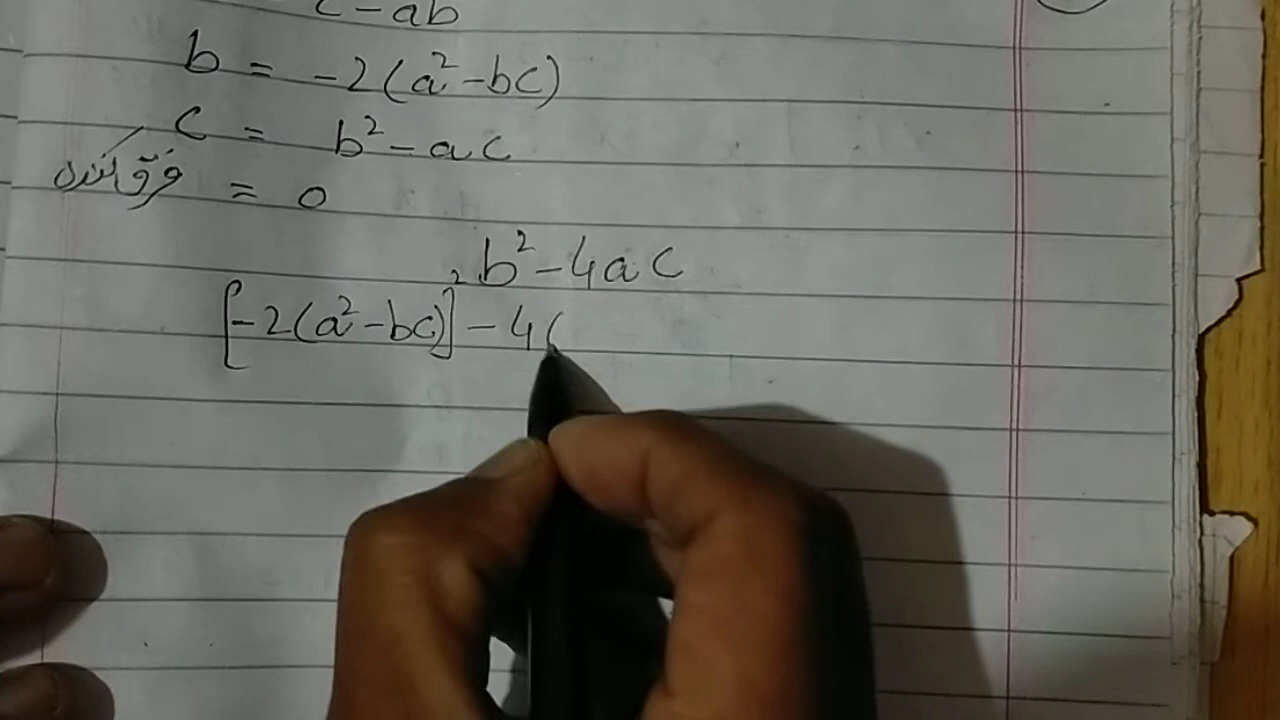 c - ab
b = -2(a² - bc)
c = b² - ac
فرق کنندہ = 0
b² - 4ac
[-2(a² - bc)]² - 4(